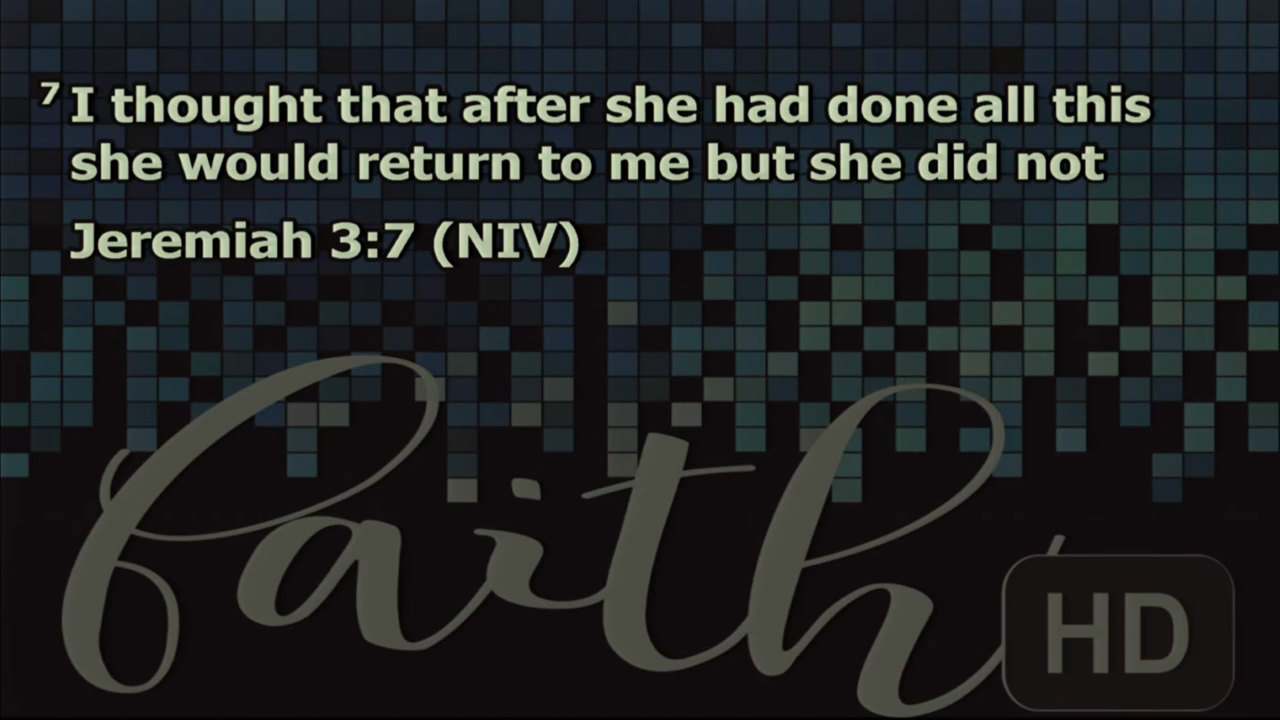 ⁷ I thought that after she had done all this
she would return to me but she did not
Jeremiah 3:7 (NIV)
faith
HD